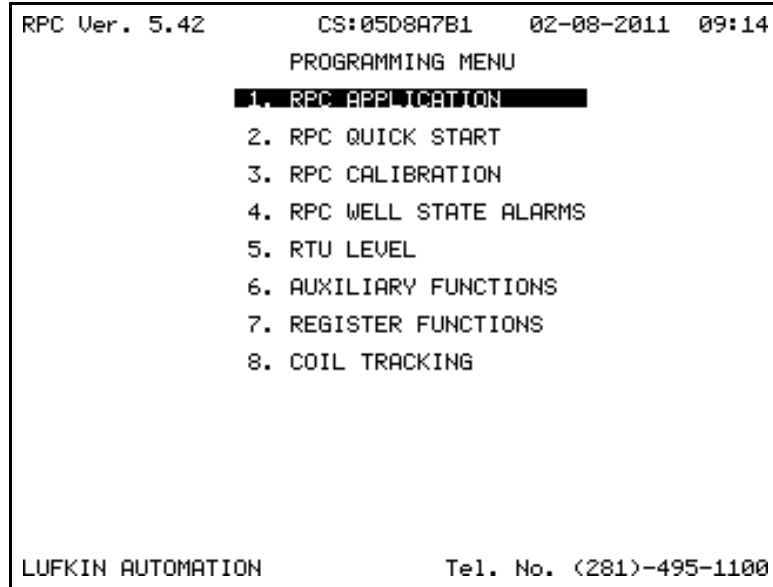 RPC Ver. 5.42 CS:05D8A7B1 02-08-2011 09:14
PROGRAMMING MENU
1. RPC APPLICATION
2. RPC QUICK START
3. RPC CALIBRATION
4. RPC WELL STATE ALARMS
5. RTU LEVEL
6. AUXILIARY FUNCTIONS
7. REGISTER FUNCTIONS
8. COIL TRACKING
LUFKIN AUTOMATION Tel. No. (281)-495-1100